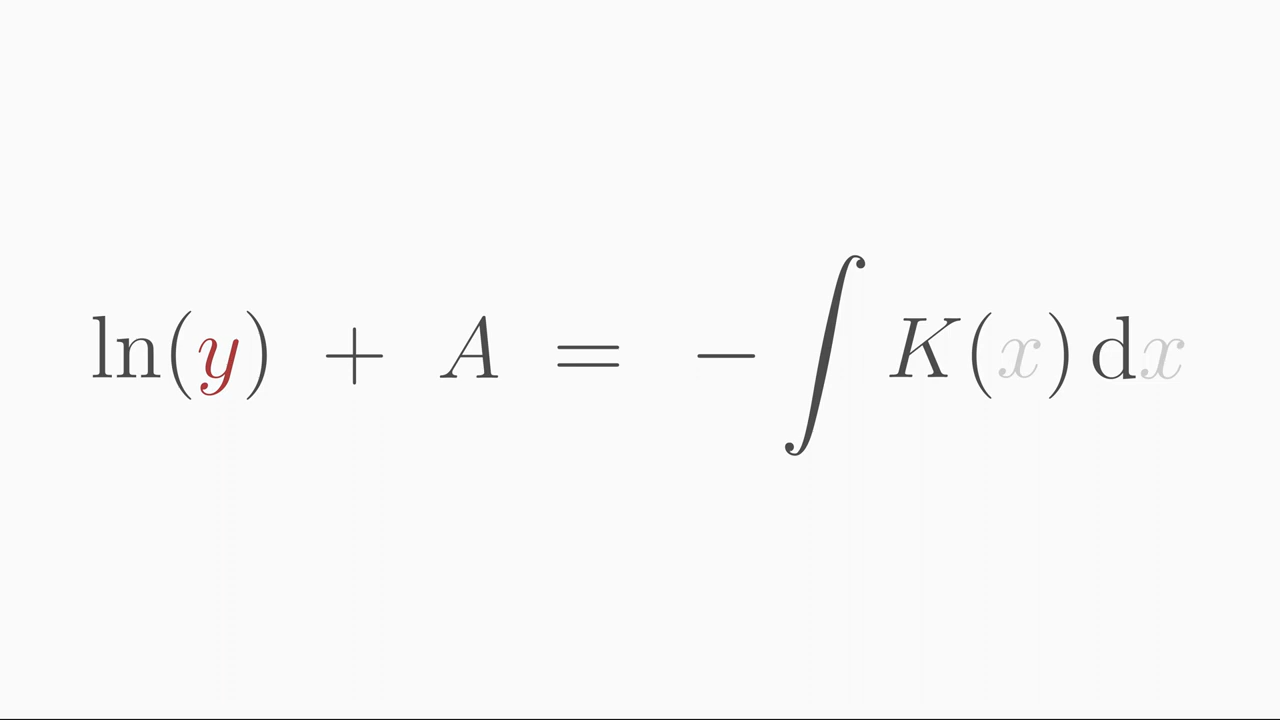 ln(y) + A = −∫ K(x) dx